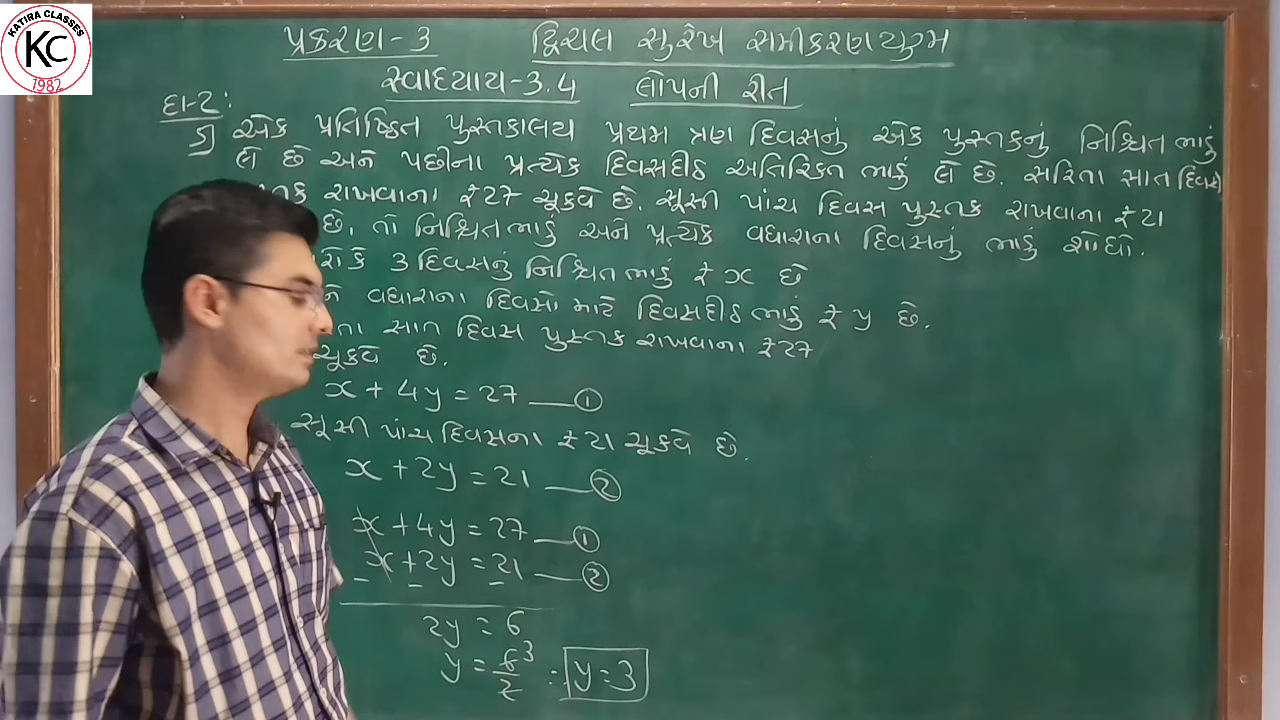 KATIRA CLASSES
KC
1982
પ્રકરણ-3 દ્વિચલ સુરેખ સમીકરણયુગ્મ
સ્વાધ્યાય-3.4 લોપની રીત
દા-2:
5) એક પ્રતિષ્ઠિત પુસ્તકાલય પ્રથમ ત્રણ દિવસનું એક પુસ્તકનું નિશ્ચિત ભાડું
લે છે અને પછીના પ્રત્યેક દિવસદીઠ અતિરિક્ત ભાડું લે છે. સરિતા સાત દિવસ
રાખવાના ₹27 ચૂકવે છે. સૂસી પાંચ દિવસ પુસ્તક રાખવાના ₹21
છે, તો નિશ્ચિત ભાડું અને પ્રત્યેક વધારાના દિવસનું ભાડું શોધો.
કે 3 દિવસનું નિશ્ચિત ભાડું ₹ x છે
વધારાના દિવસો માટે દિવસદીઠ ભાડું ₹ y છે.
સાત દિવસ પુસ્તક રાખવાના ₹27
ચૂકવે છે.
x + 4y = 27 —①
સૂસી પાંચ દિવસના ₹21 ચૂકવે છે.
x + 2y = 21 —②
x + 4y = 27 —①
x + 2y = 21 —②
- - -
2y = 6
y = 6/2 3 ∴ y = 3